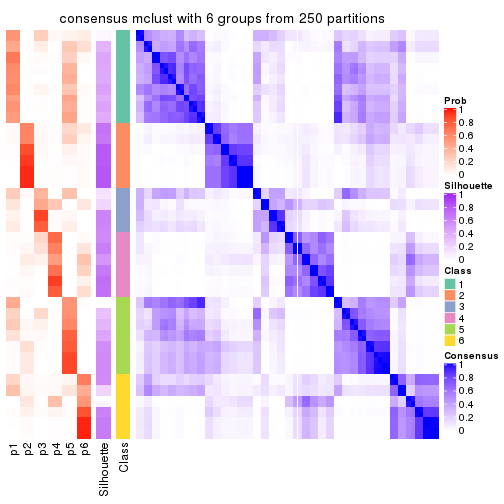 consensus mclust with 6 groups from 250 partitions
Prob
1
0.8
0.6
0.4
0.2
0
Silhouette
1
0.8
0.6
0.4
0.2
0
Class
1
2
3
4
5
6
Consensus
1
0.8
0.6
0.4
0.2
0
p1
p2
p3
p4
p5
p6
Silhouette
Class